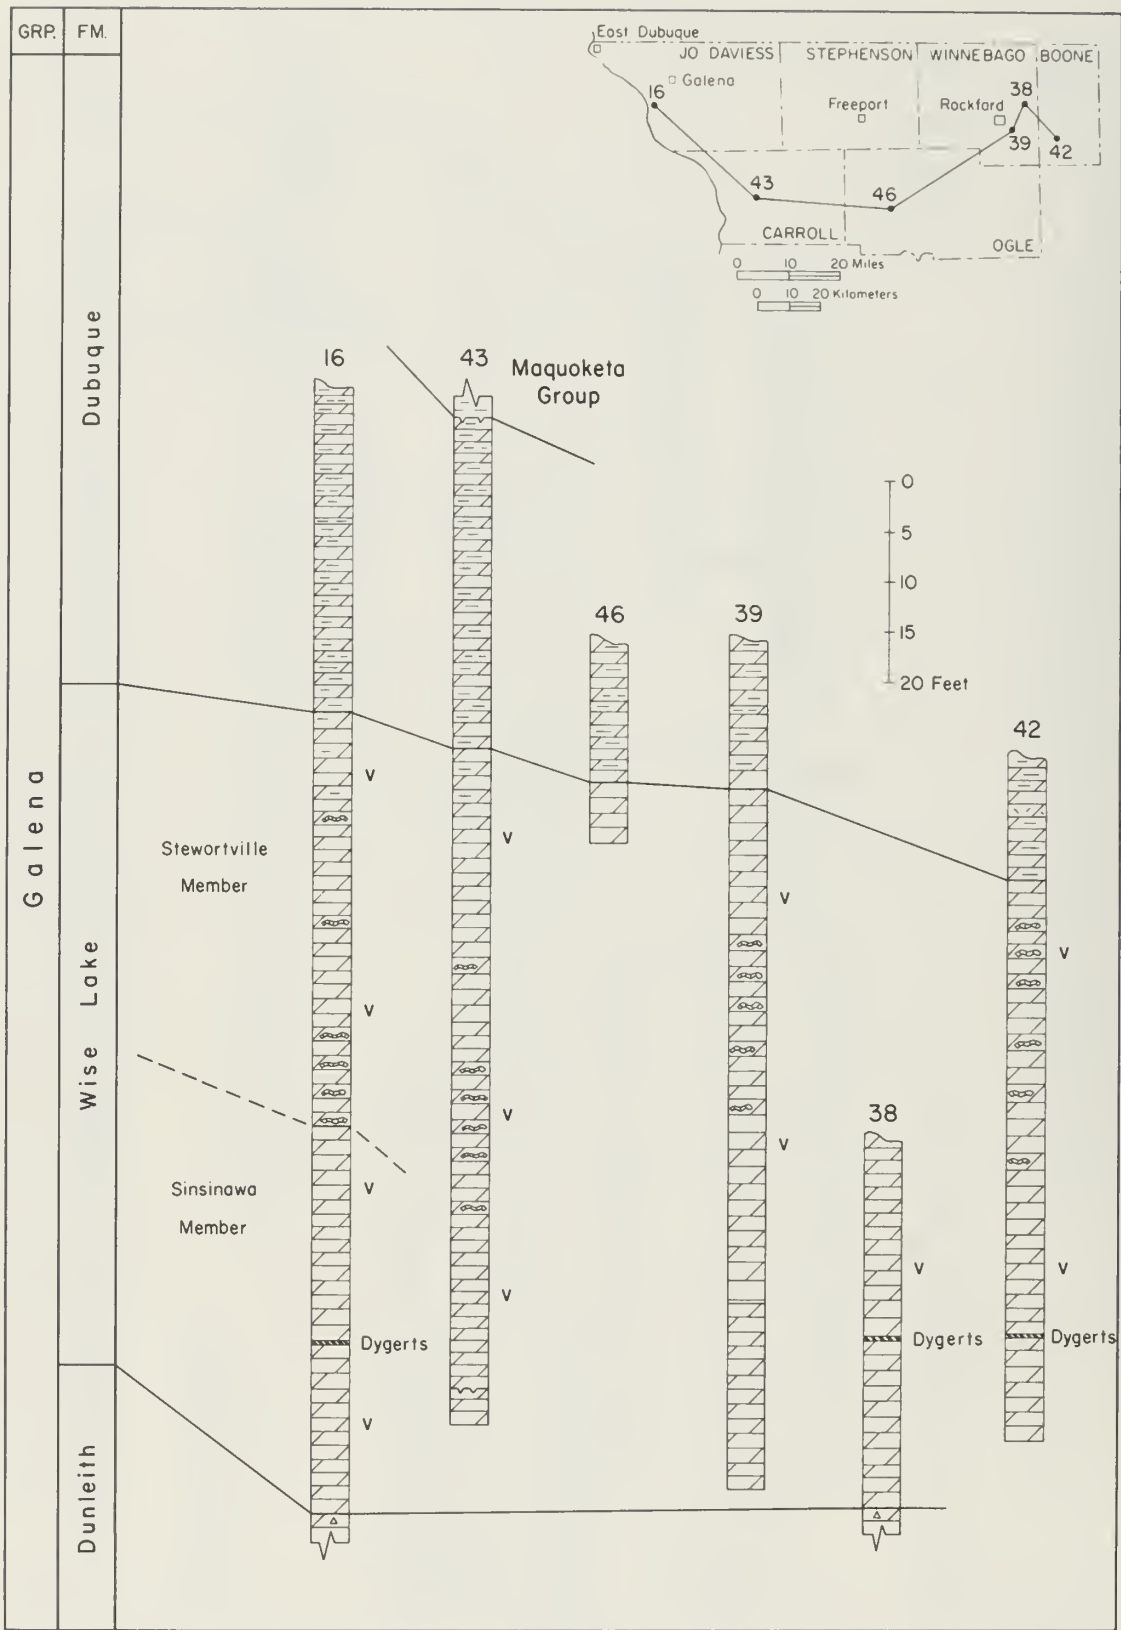 GRP. FM.
East Dubuque
JO DAVIESS STEPHENSON WINNEBAGO BOONE
Galena
16
38
Freeport
Rockford
39
42
43
46
CARROLL
OGLE
0 10 20 Miles
0 10 20 Kilometers
Dubuque
16
43
Maquoketa
Group
0
5
10
15
20 Feet
46
39
42
Galena
Wise Lake
Stewortville
Member
v
v
v
v
v
v
v
38
Sinsinawa
Member
v
v
v
v
Dygerts
Dygerts
Dygerts
v
Dunleith